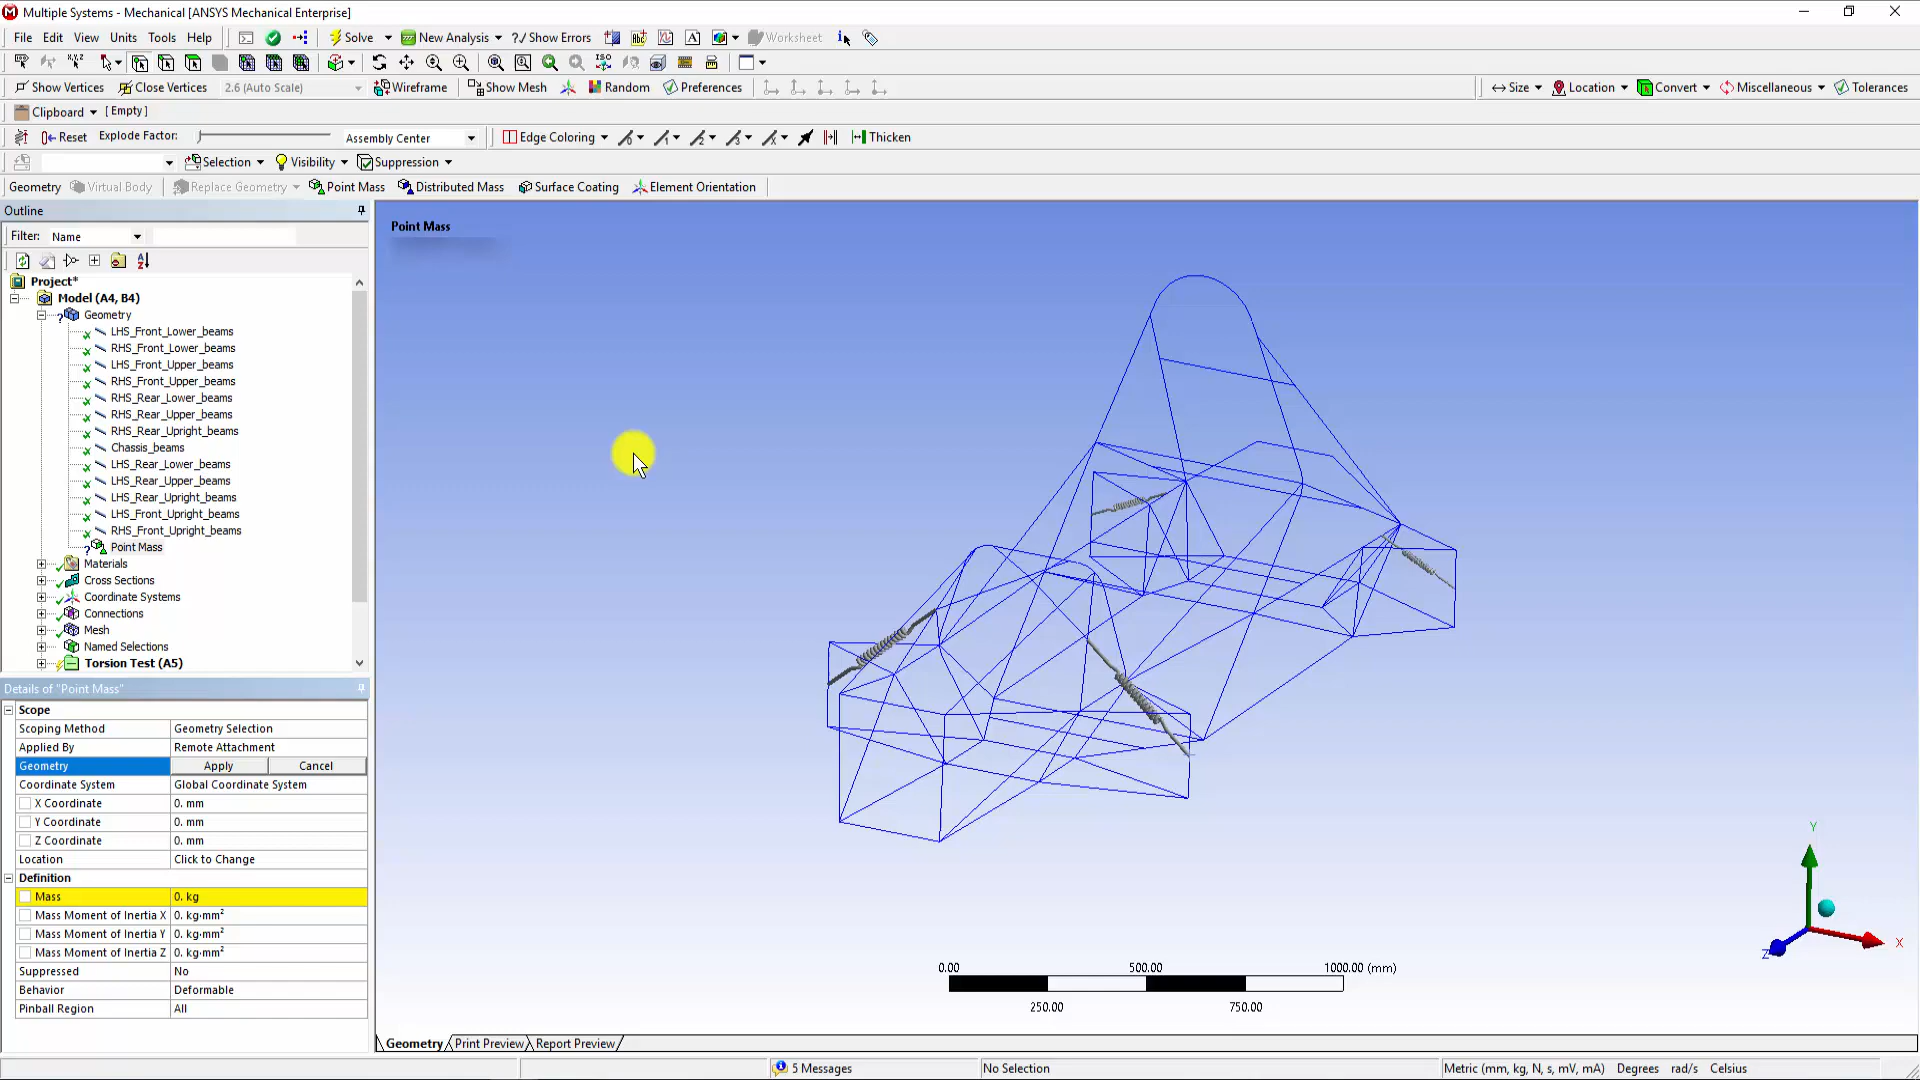 Multiple Systems - Mechanical [ANSYS Mechanical Enterprise]
File Edit View Units Tools Help Solve New Analysis ?/ Show Errors Worksheet
Show Vertices Close Vertices 2.6 (Auto Scale) Wireframe Show Mesh Random Preferences Size Location Convert Miscellaneous Tolerances
Clipboard [ Empty ]
Reset Explode Factor: Assembly Center Edge Coloring Thicken
Selection Visibility Suppression
Geometry Virtual Body Replace Geometry Point Mass Distributed Mass Surface Coating Element Orientation
Outline
Filter: Name
Project*
Model (A4, B4)
Geometry
LHS_Front_Lower_beams
RHS_Front_Lower_beams
LHS_Front_Upper_beams
RHS_Front_Upper_beams
RHS_Rear_Lower_beams
RHS_Rear_Upper_beams
RHS_Rear_Upright_beams
Chassis_beams
LHS_Rear_Lower_beams
LHS_Rear_Upper_beams
LHS_Rear_Upright_beams
LHS_Front_Upright_beams
RHS_Front_Upright_beams
Point Mass
Materials
Cross Sections
Coordinate Systems
Connections
Mesh
Named Selections
Torsion Test (A5)
Details of "Point Mass"
Scope
Scoping Method Geometry Selection
Applied By Remote Attachment
Geometry Apply Cancel
Coordinate System Global Coordinate System
X Coordinate 0. mm
Y Coordinate 0. mm
Z Coordinate 0. mm
Location Click to Change
Definition
Mass 0. kg
Mass Moment of Inertia X 0. kg·mm²
Mass Moment of Inertia Y 0. kg·mm²
Mass Moment of Inertia Z 0. kg·mm²
Suppressed No
Behavior Deformable
Pinball Region All
Point Mass
Y
X
Z
0.00 500.00 1000.00 (mm)
250.00 750.00
Geometry Print Preview Report Preview
5 Messages No Selection Metric (mm, kg, N, s, mV, mA) Degrees rad/s Celsius